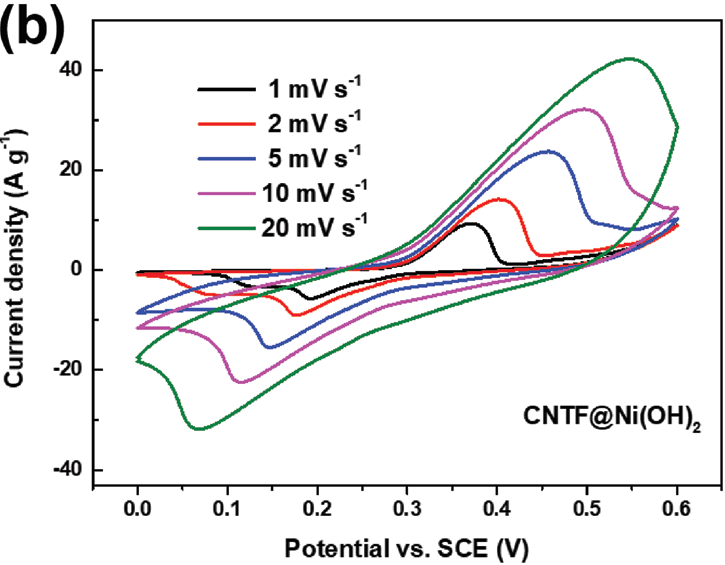 (b)
Current density (A g⁻¹)
40
20
0
-20
-40
1 mV s⁻¹
2 mV s⁻¹
5 mV s⁻¹
10 mV s⁻¹
20 mV s⁻¹
CNTF@Ni(OH)₂
0.0 0.1 0.2 0.3 0.4 0.5 0.6
Potential vs. SCE (V)